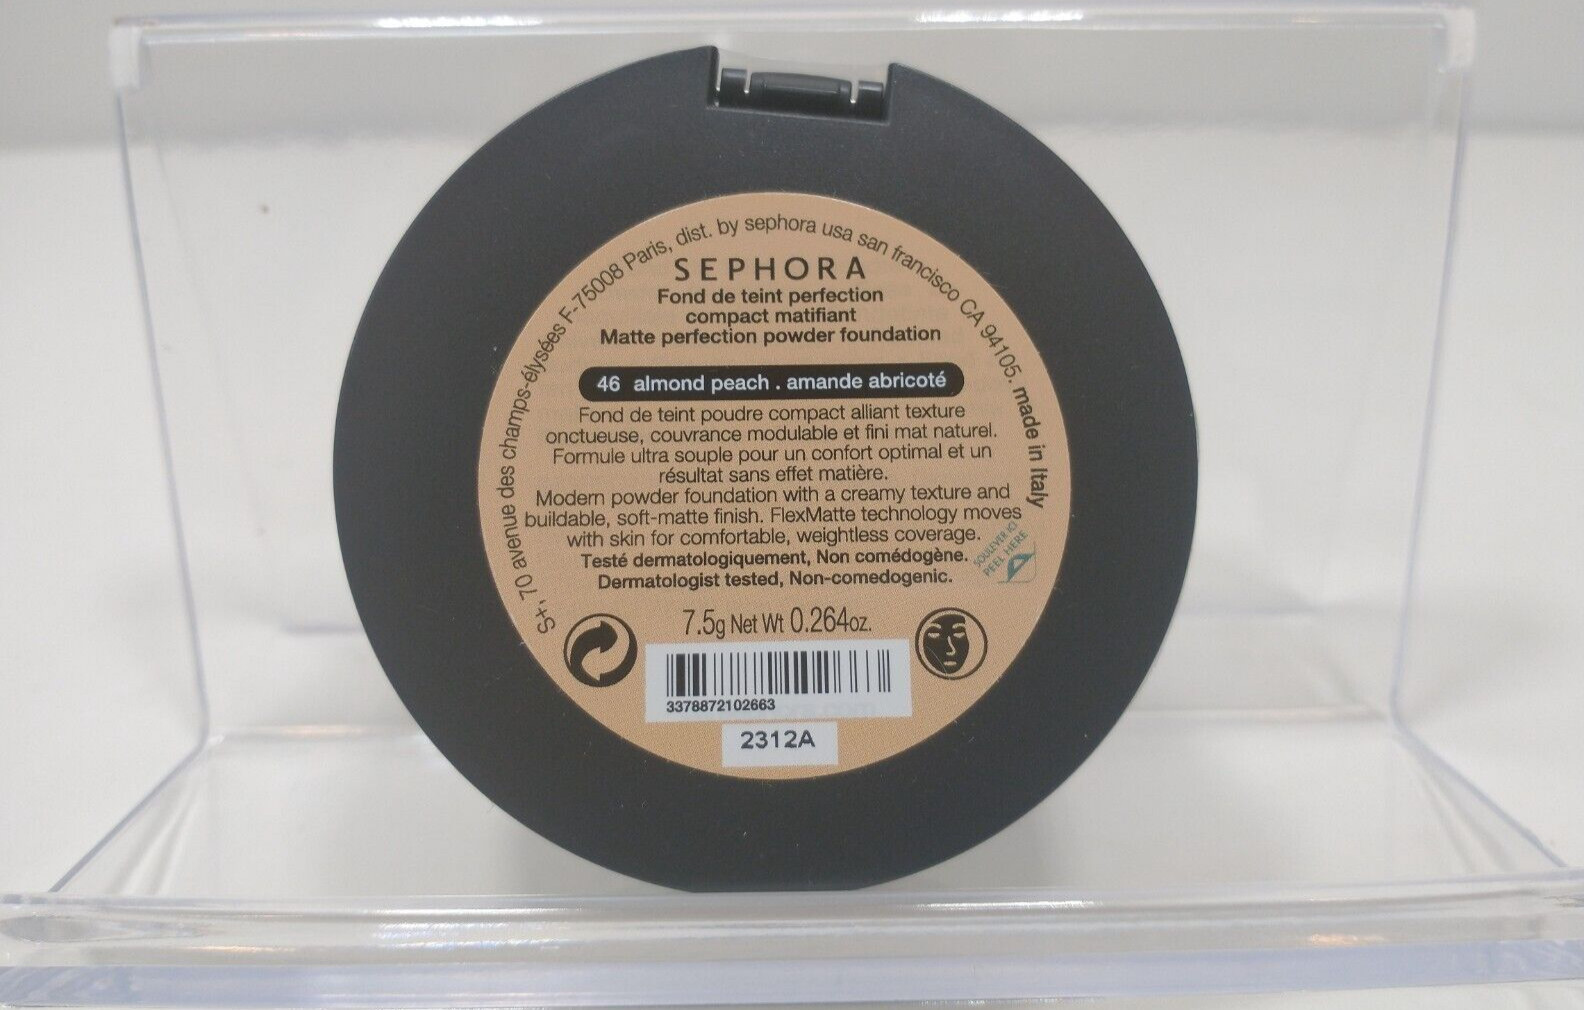 S+, 70 avenue des champs-élysées F-75008 Paris, dist. by sephora usa san francisco CA 94105. made in Italy
SEPHORA
Fond de teint perfection
compact matifiant
Matte perfection powder foundation
46 almond peach . amande abricoté
Fond de teint poudre compact alliant texture
onctueuse, couvrance modulable et fini mat naturel.
Formule ultra souple pour un confort optimal et un
résultat sans effet matière.
Modern powder foundation with a creamy texture and
buildable, soft-matte finish. FlexMatte technology moves
with skin for comfortable, weightless coverage.
Testé dermatologiquement, Non comédogène.
Dermatologist tested, Non-comedogenic.
SOULEVER ICI
PEEL HERE
7.5g Net Wt 0.264oz.
3378872102663
2312A